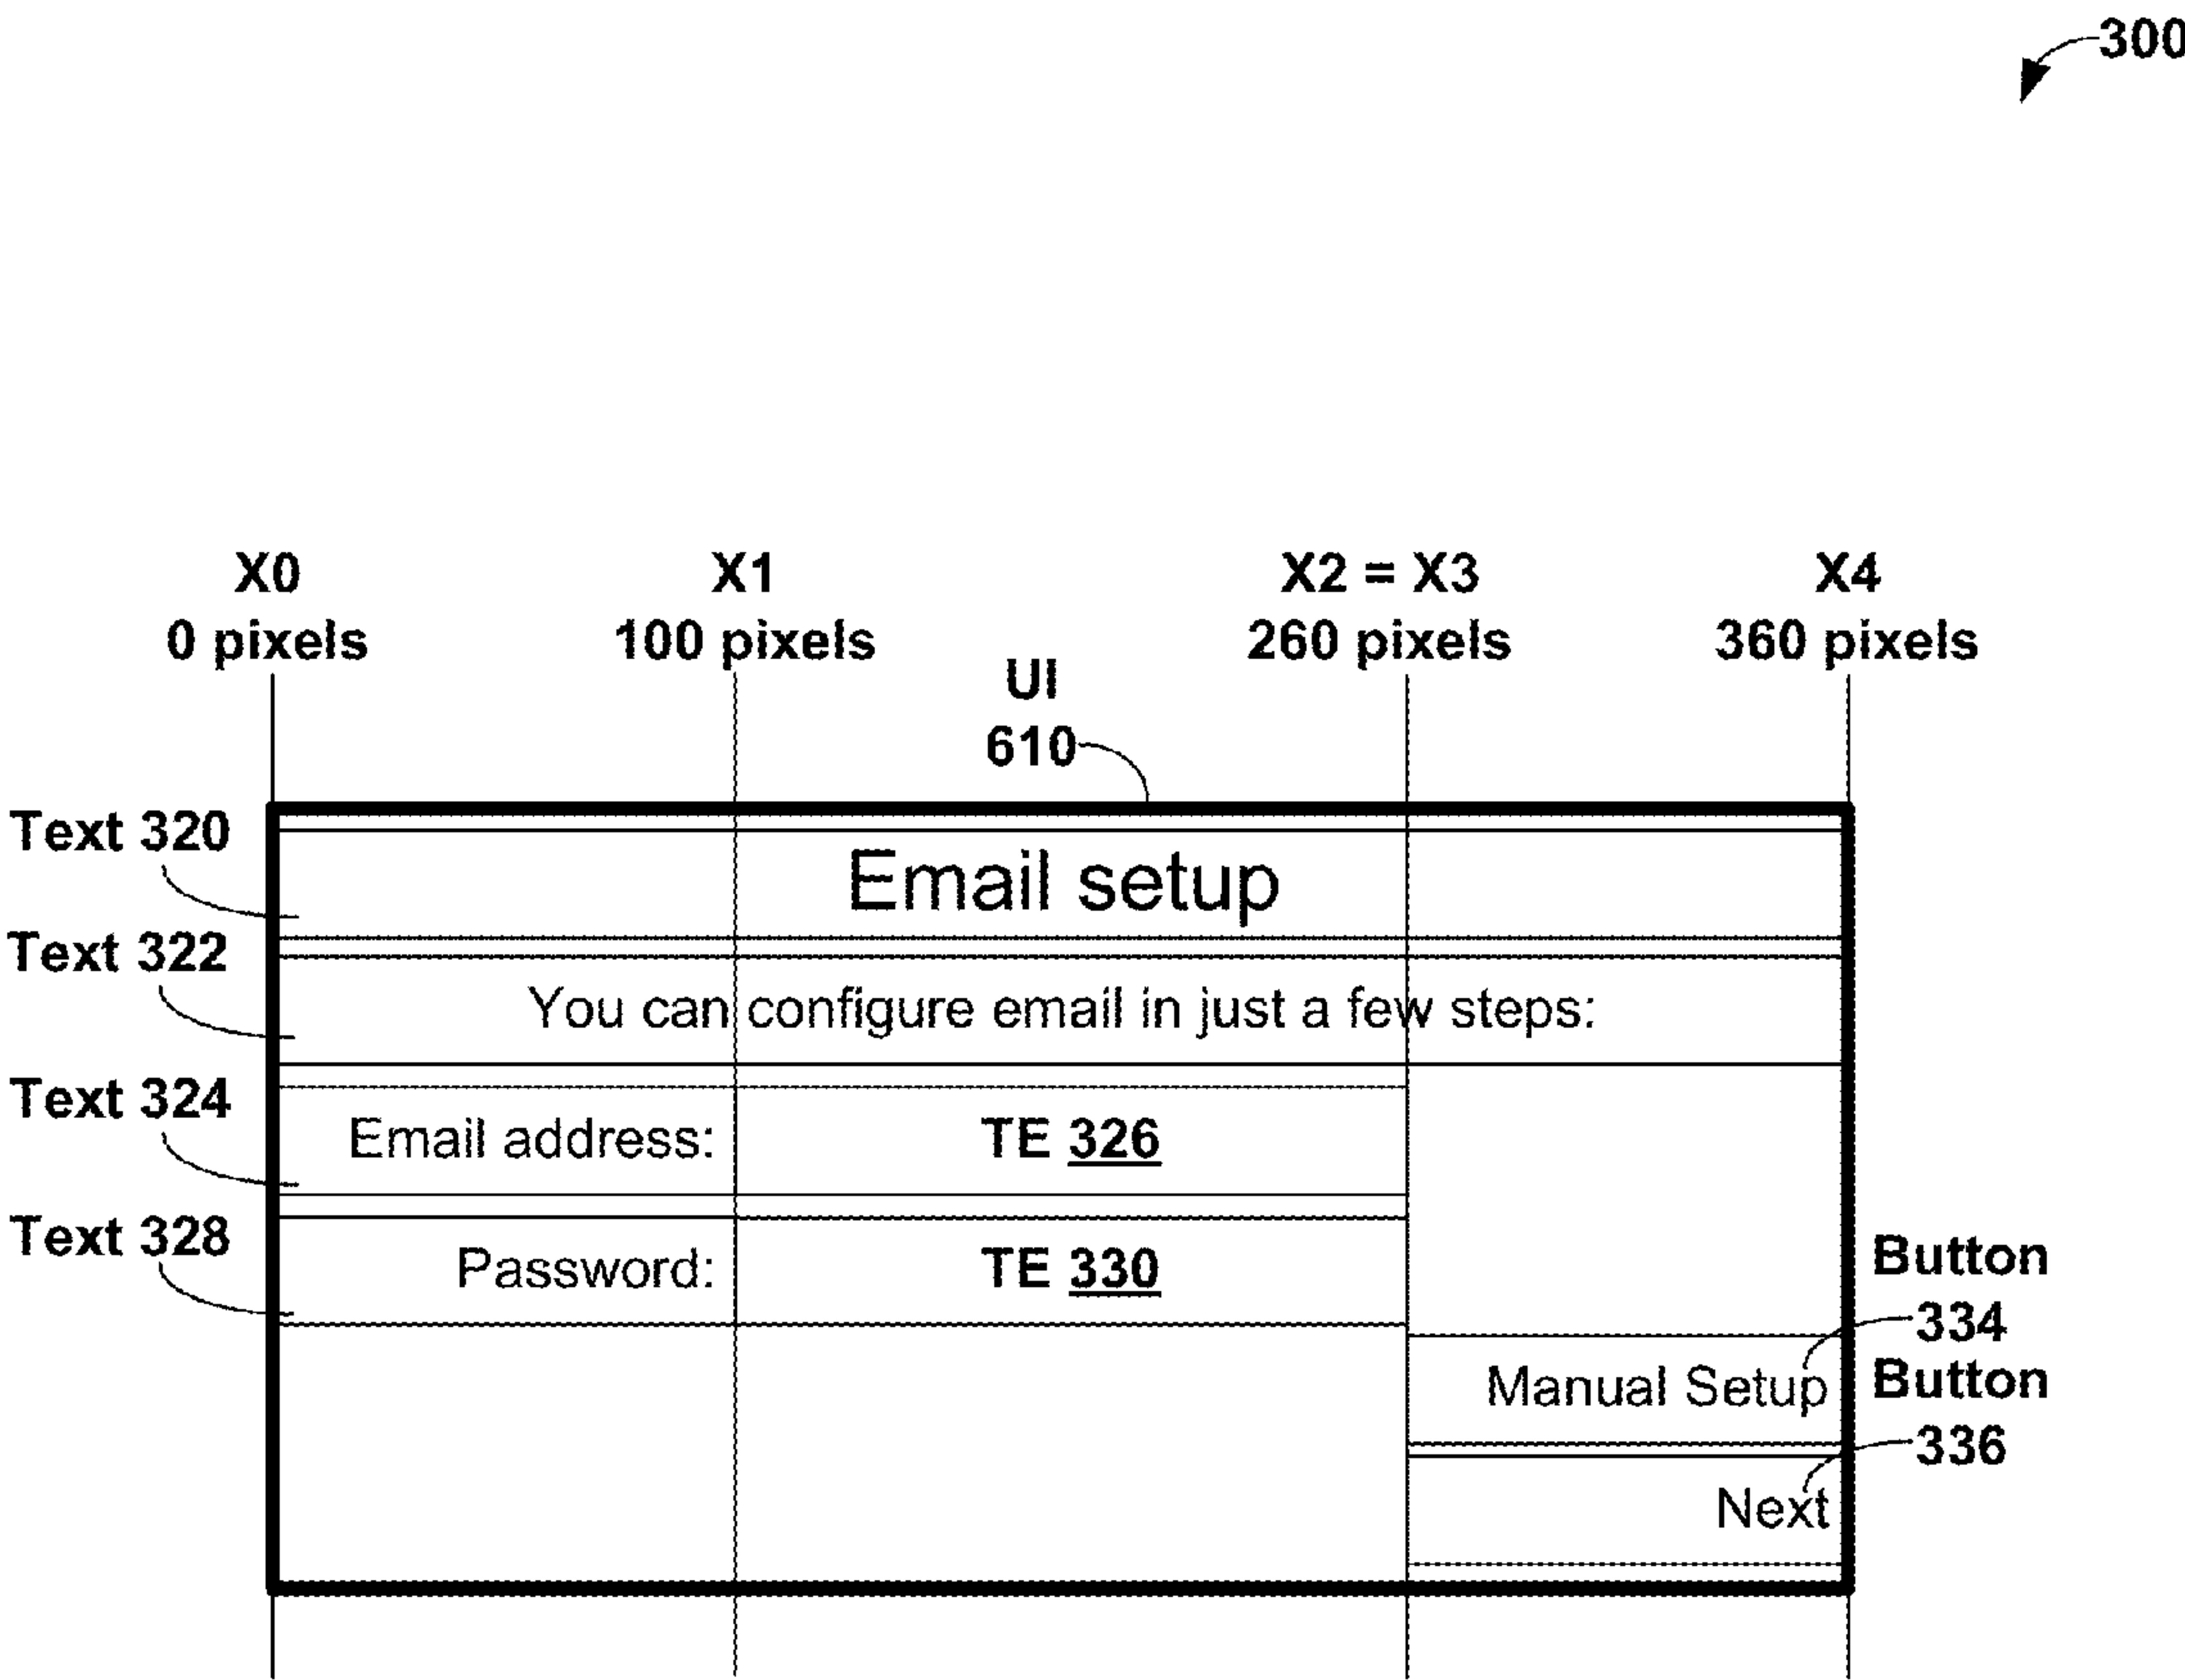 300
X0 X1 X2 = X3 X4
0 pixels 100 pixels 260 pixels 360 pixels
UI
610
Text 320
Email setup
Text 322
You can configure email in just a few steps:
Text 324
Email address: TE 326
Text 328
Password: TE 330
Button
334
Manual Setup
Button
336
Next